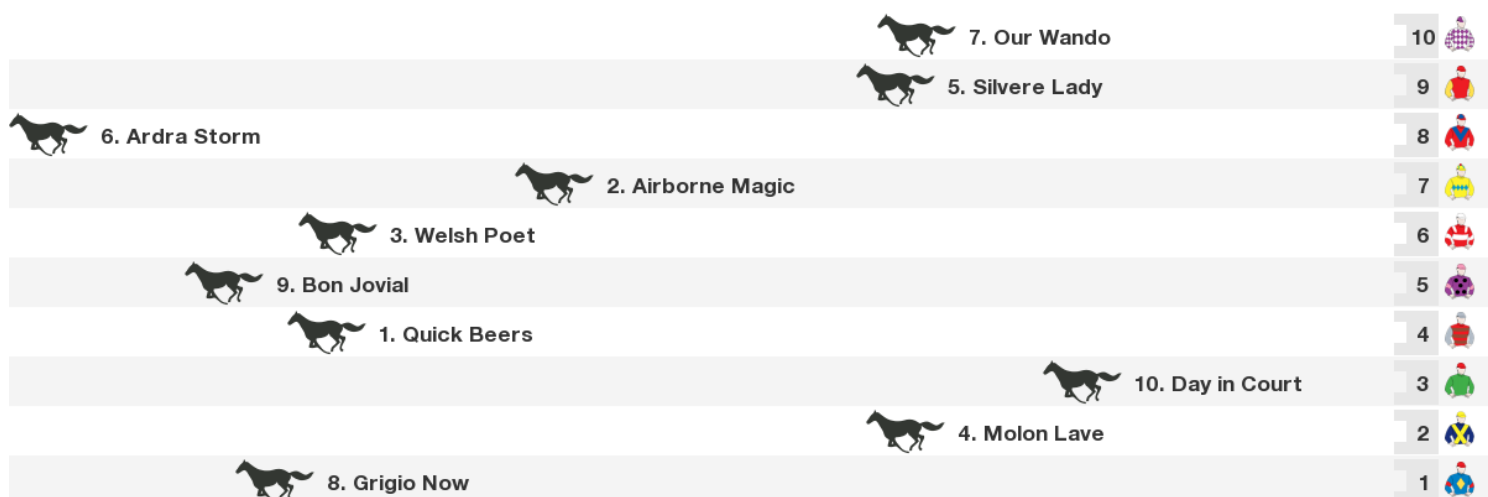 7. Our Wando 10
5. Silvere Lady 9
6. Ardra Storm 8
2. Airborne Magic 7
3. Welsh Poet 6
9. Bon Jovial 5
1. Quick Beers 4
10. Day in Court 3
4. Molon Lave 2
8. Grigio Now 1